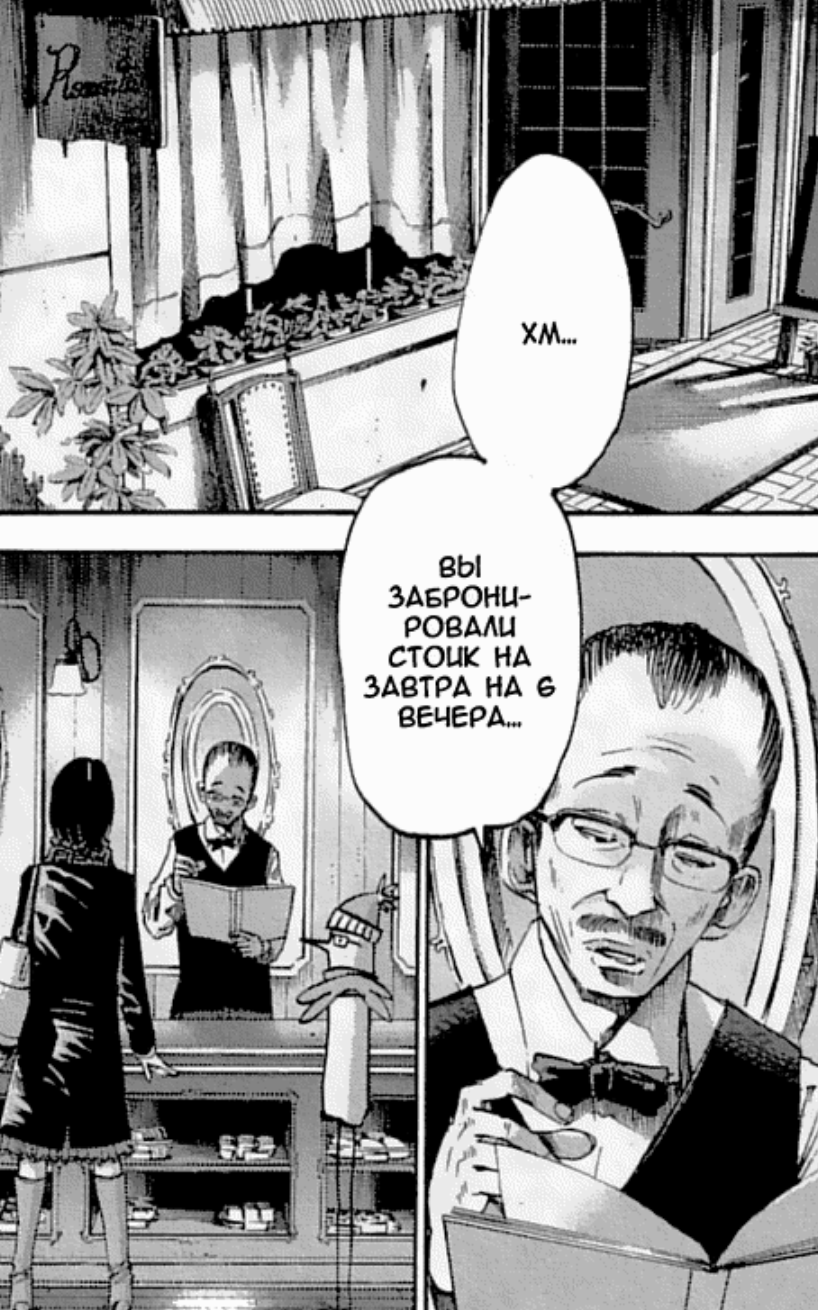 ХМ...
ВЫ
ЗАБРОНИ-
РОВАЛИ
СТОИК НА
ЗАВТРА НА 6
ВЕЧЕРА...